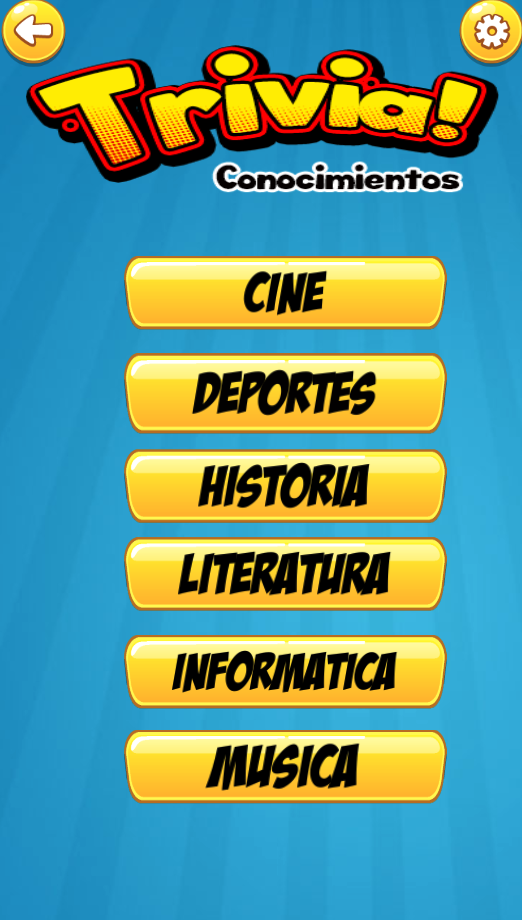 Trivia!
Conocimientos
CINE
DEPORTES
HISTORIA
LITERATURA
INFORMATICA
MUSICA